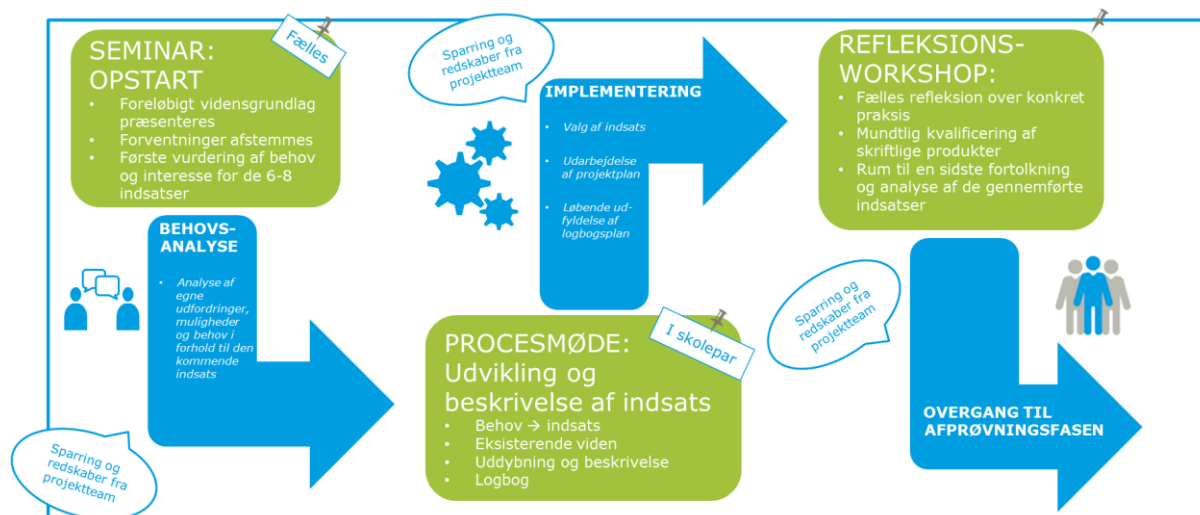 SEMINAR:
OPSTART
• Foreløbigt vidensgrundlag
præsenteres
• Forventninger afstemmes
• Første vurdering af behov
og interesse for de 6-8
indsatser
Fælles
BEHOVS-
ANALYSE
• Analyse af
egne
udfordringer,
muligheder
og behov i
forhold til den
kommende
indsats
Sparring og
redskaber fra
projektteam
PROCESMØDE:
Udvikling og
beskrivelse af indsats
• Behov → indsats
• Eksisterende viden
• Uddybning og beskrivelse
• Logbog
I skolepar
Sparring og
redskaber fra
projektteam
IMPLEMENTERING
• Valg af indsats
• Udarbejdelse
af projektplan
• Løbende ud-
fyldelse af
logbogsplan
REFLEKSIONS-
WORKSHOP:
• Fælles refleksion over konkret
praksis
• Mundtlig kvalificering af
skriftlige produkter
• Rum til en sidste fortolkning
og analyse af de gennemførte
indsatser
Sparring og
redskaber fra
projektteam
OVERGANG TIL
AFPRØVNINGSFASEN